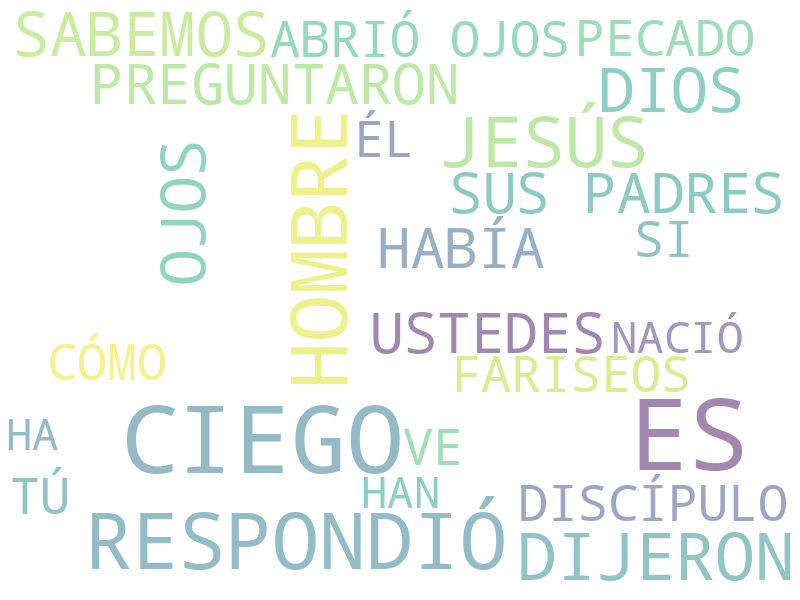 SABEMOS
ABRIÓ OJOS
PECADO
PREGUNTARON
DIOS
HOMBRE
ÉL
JESÚS
OJOS
SUS PADRES
HABÍA
SI
USTEDES
NACIÓ
CÓMO
FARISEOS
CIEGO
ES
HA
VE
TÚ
HAN
DISCÍPULO
RESPONDIÓ
DIJERON